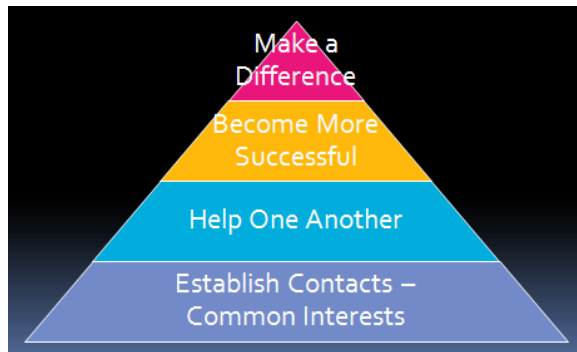 Make a
Difference
Become More
Successful
Help One Another
Establish Contacts –
Common Interests